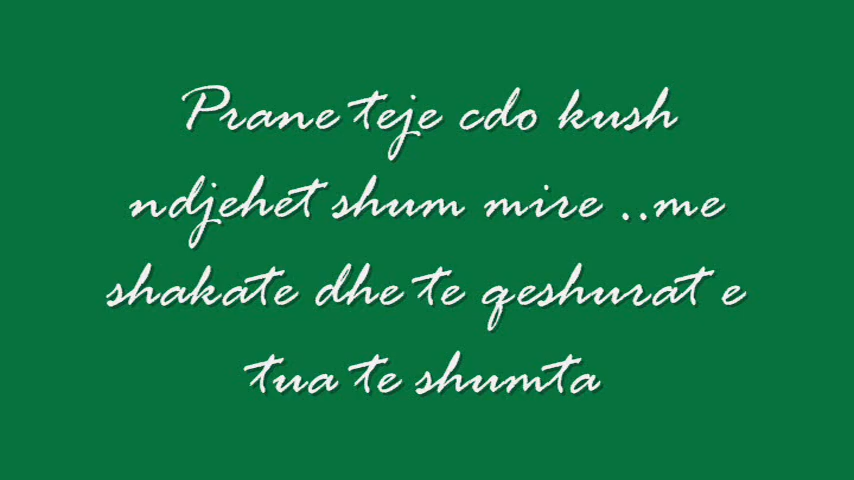 Prane teje cdo kush
ndjehet shum mire ..me
shakate dhe te qeshurat e
tua te shumta